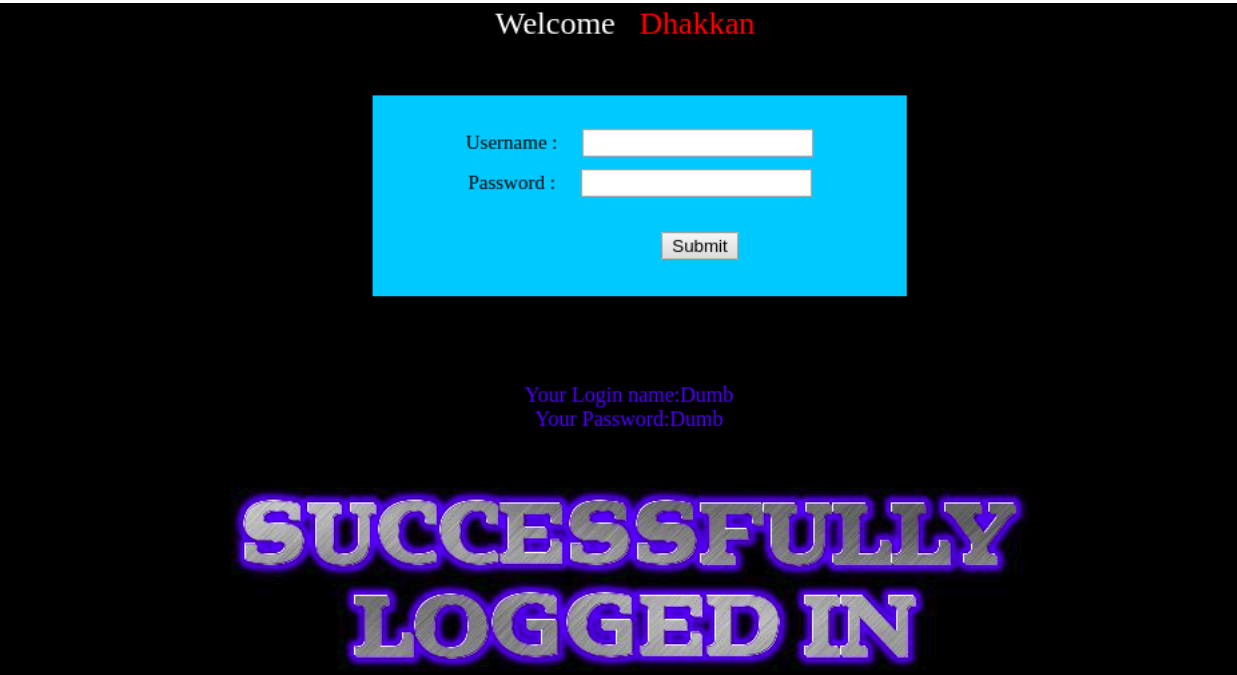 Welcome Dhakkan
Username :
Password :
Submit
Your Login name:Dumb
Your Password:Dumb
SUCCESSFULLY
LOGGED IN